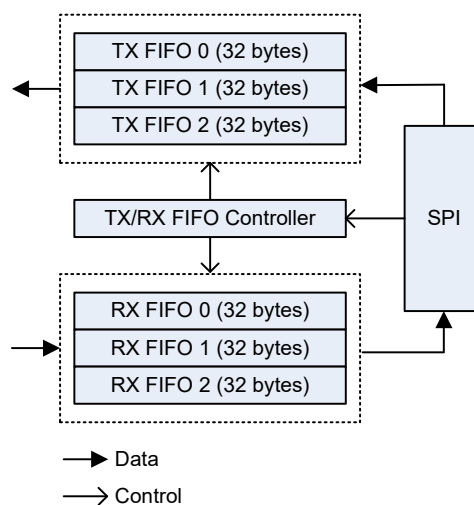 TX FIFO 0 (32 bytes)
TX FIFO 1 (32 bytes)
TX FIFO 2 (32 bytes)
TX/RX FIFO Controller
SPI
RX FIFO 0 (32 bytes)
RX FIFO 1 (32 bytes)
RX FIFO 2 (32 bytes)
Data
Control